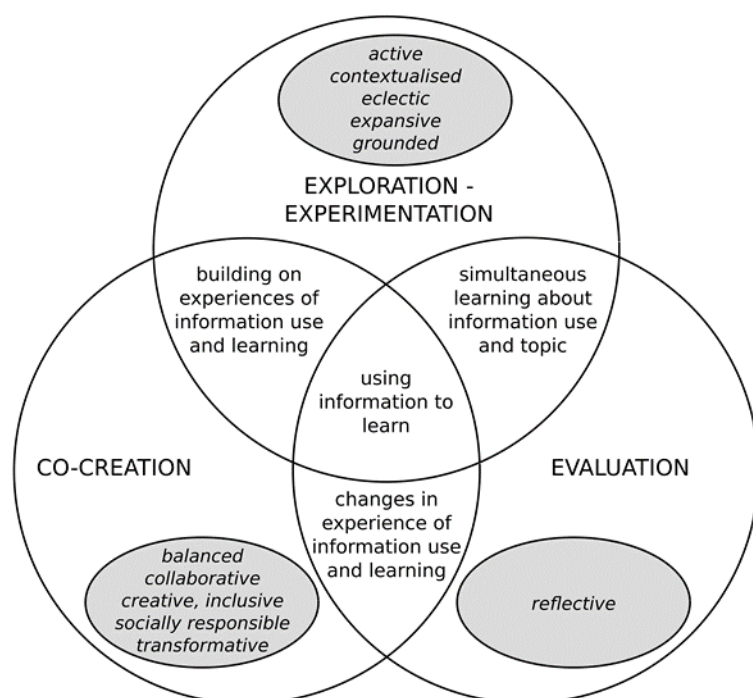 active
contextualised
eclectic
expansive
grounded
EXPLORATION -
EXPERIMENTATION
building on
experiences of
information use
and learning
simultaneous
learning about
information use
and topic
using
information to
learn
CO-CREATION
EVALUATION
changes in
experience of
information use
and learning
balanced
collaborative
creative, inclusive
socially responsible
transformative
reflective